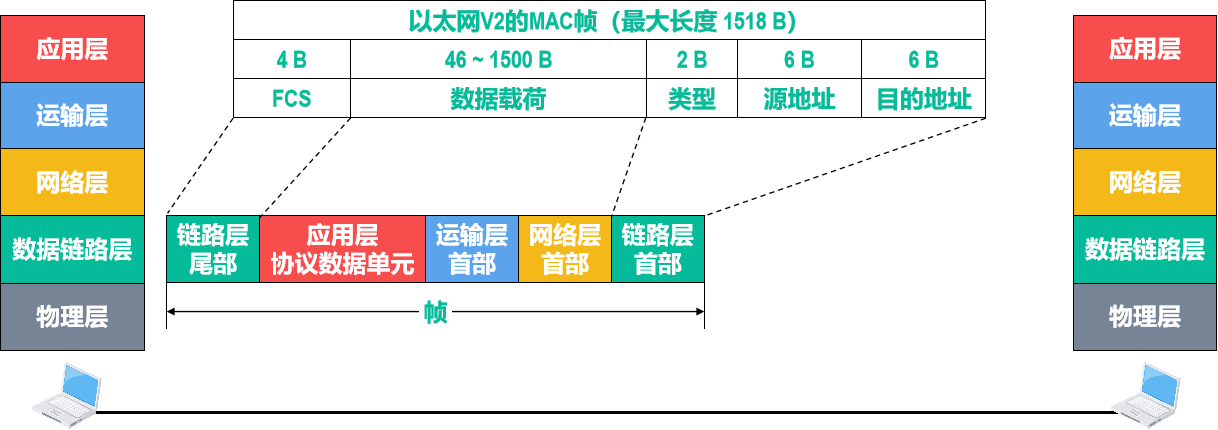 应用层
运输层
网络层
数据链路层
物理层
以太网V2的MAC帧（最大长度 1518 B）
4 B
46 ~ 1500 B
2 B
6 B
6 B
FCS
数据载荷
类型
源地址
目的地址
链路层
尾部
应用层
协议数据单元
运输层
首部
网络层
首部
链路层
首部
帧
应用层
运输层
网络层
数据链路层
物理层